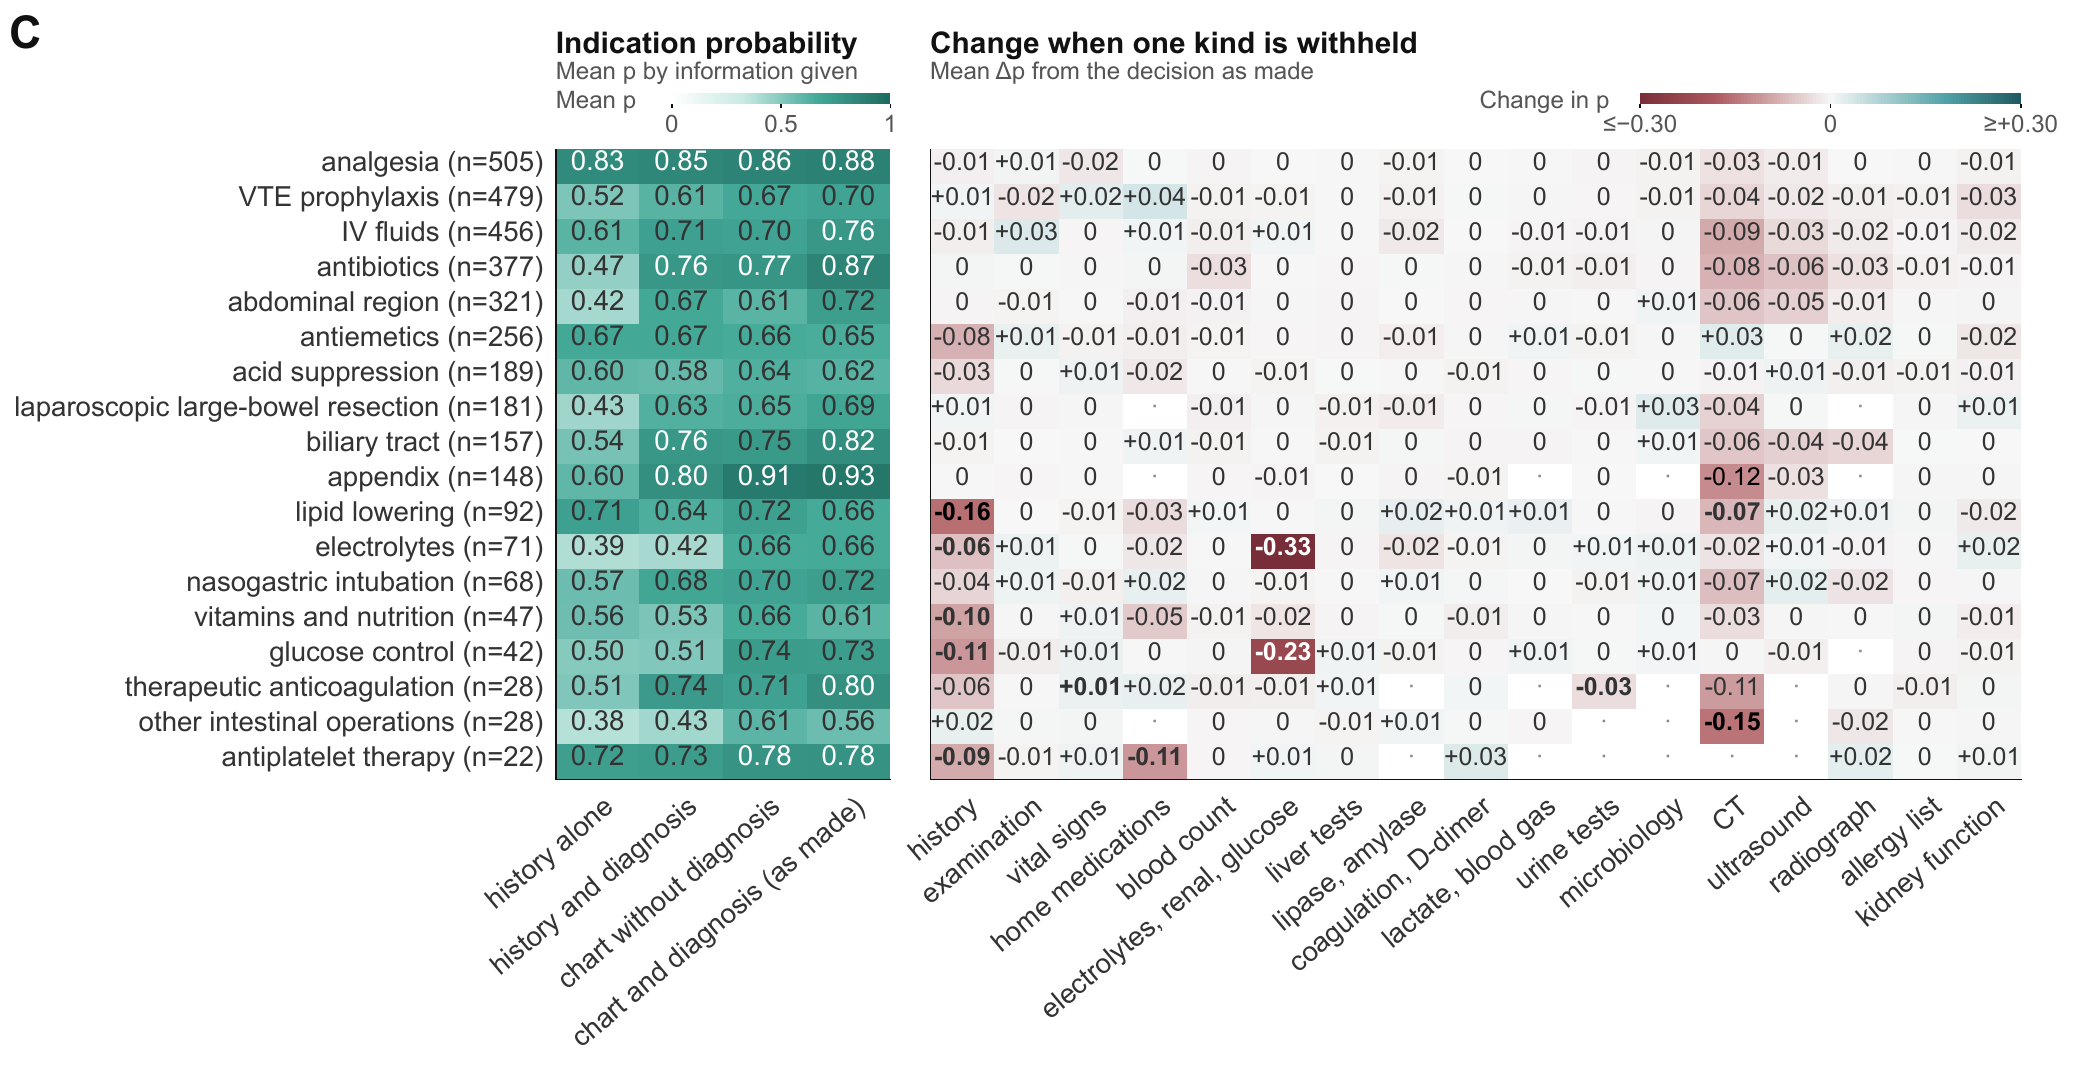 C
Indication probability
Mean p by information given
Mean p
0 0.5 1
Change when one kind is withheld
Mean Δp from the decision as made
Change in p
≤−0.30 0 ≥+0.30
analgesia (n=505) 0.83 0.85 0.86 0.88 -0.01 +0.01 -0.02 0 0 0 0 -0.01 0 0 0 -0.01 -0.03 -0.01 0 0 -0.01
VTE prophylaxis (n=479) 0.52 0.61 0.67 0.70 +0.01 -0.02 +0.02 +0.04 -0.01 -0.01 0 -0.01 0 0 0 -0.01 -0.04 -0.02 -0.01 -0.01 -0.03
IV fluids (n=456) 0.61 0.71 0.70 0.76 -0.01 +0.03 0 +0.01 -0.01 +0.01 0 -0.02 0 -0.01 -0.01 0 -0.09 -0.03 -0.02 -0.01 -0.02
antibiotics (n=377) 0.47 0.76 0.77 0.87 0 0 0 0 -0.03 0 0 0 0 -0.01 -0.01 0 -0.08 -0.06 -0.03 -0.01 -0.01
abdominal region (n=321) 0.42 0.67 0.61 0.72 0 -0.01 0 -0.01 -0.01 0 0 0 0 0 0 +0.01 -0.06 -0.05 -0.01 0 0
antiemetics (n=256) 0.67 0.67 0.66 0.65 -0.08 +0.01 -0.01 -0.01 -0.01 0 0 -0.01 0 +0.01 -0.01 0 +0.03 0 +0.02 0 -0.02
acid suppression (n=189) 0.60 0.58 0.64 0.62 -0.03 0 +0.01 -0.02 0 -0.01 0 0 -0.01 0 0 0 -0.01 +0.01 -0.01 -0.01 -0.01
laparoscopic large-bowel resection (n=181) 0.43 0.63 0.65 0.69 +0.01 0 0 · -0.01 0 -0.01 -0.01 0 0 -0.01 +0.03 -0.04 0 · 0 +0.01
biliary tract (n=157) 0.54 0.76 0.75 0.82 -0.01 0 0 +0.01 -0.01 0 -0.01 0 0 0 0 +0.01 -0.06 -0.04 -0.04 0 0
appendix (n=148) 0.60 0.80 0.91 0.93 0 0 0 · 0 -0.01 0 0 -0.01 · 0 · -0.12 -0.03 · 0 0
lipid lowering (n=92) 0.71 0.64 0.72 0.66 -0.16 0 -0.01 -0.03 +0.01 0 0 +0.02 +0.01 +0.01 0 0 -0.07 +0.02 +0.01 0 -0.02
electrolytes (n=71) 0.39 0.42 0.66 0.66 -0.06 +0.01 0 -0.02 0 -0.33 0 -0.02 -0.01 0 +0.01 +0.01 -0.02 +0.01 -0.01 0 +0.02
nasogastric intubation (n=68) 0.57 0.68 0.70 0.72 -0.04 +0.01 -0.01 +0.02 0 -0.01 0 +0.01 0 0 -0.01 +0.01 -0.07 +0.02 -0.02 0 0
vitamins and nutrition (n=47) 0.56 0.53 0.66 0.61 -0.10 0 +0.01 -0.05 -0.01 -0.02 0 0 -0.01 0 0 0 -0.03 0 0 0 -0.01
glucose control (n=42) 0.50 0.51 0.74 0.73 -0.11 -0.01 +0.01 0 0 -0.23 +0.01 -0.01 0 +0.01 0 +0.01 0 -0.01 · 0 -0.01
therapeutic anticoagulation (n=28) 0.51 0.74 0.71 0.80 -0.06 0 +0.01 +0.02 -0.01 -0.01 +0.01 · 0 · -0.03 · -0.11 · 0 -0.01 0
other intestinal operations (n=28) 0.38 0.43 0.61 0.56 +0.02 0 0 · 0 0 -0.01 +0.01 0 0 · · -0.15 · -0.02 0 0
antiplatelet therapy (n=22) 0.72 0.73 0.78 0.78 -0.09 -0.01 +0.01 -0.11 0 +0.01 0 · +0.03 · · · · · +0.02 0 +0.01
history alone
history and diagnosis
chart without diagnosis
chart and diagnosis (as made)
history
examination
vital signs
home medications
blood count
electrolytes, renal, glucose
liver tests
lipase, amylase
coagulation, D-dimer
lactate, blood gas
urine tests
microbiology
CT
ultrasound
radiograph
allergy list
kidney function